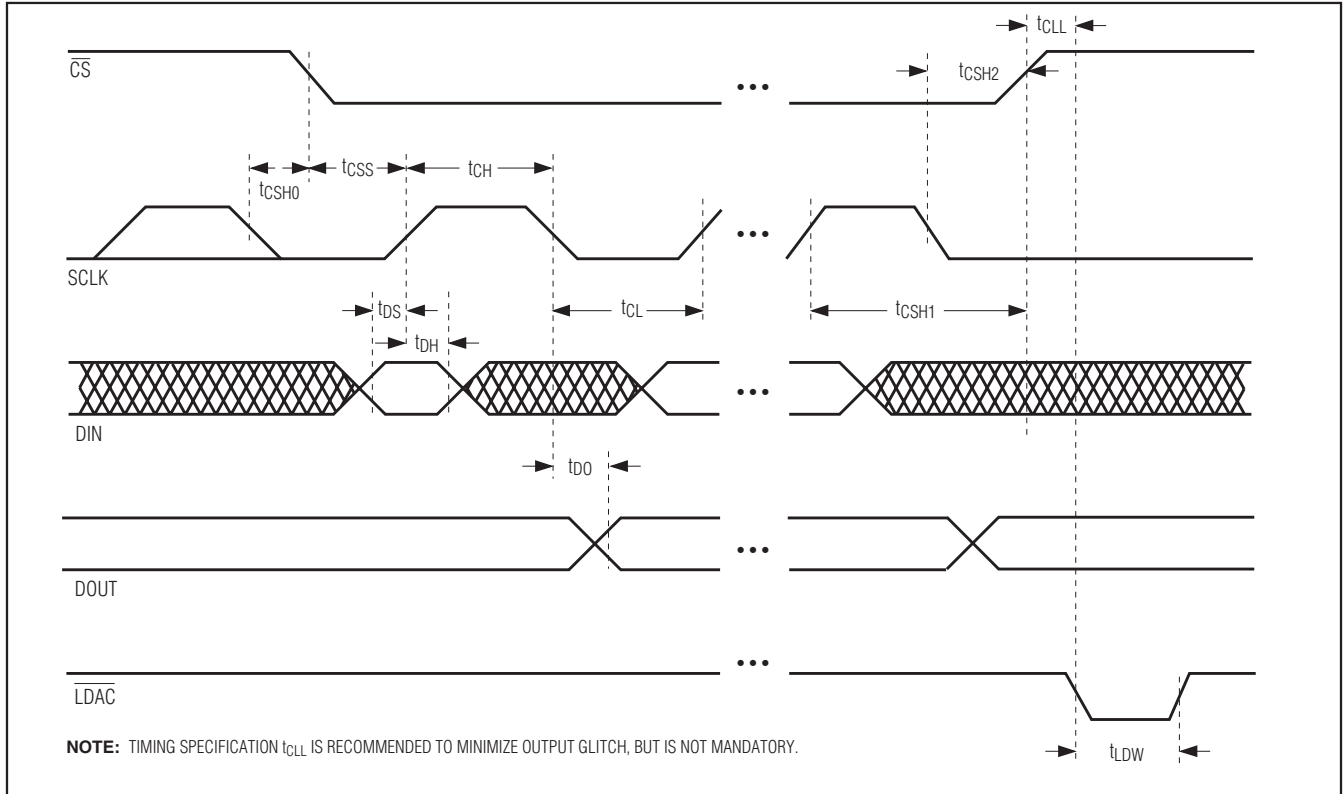 tCLL
CS
tCSH2
•••
tCSS
tCH
tCSH0
•••
SCLK
tDS
tCL
tCSH1
tDH
•••
DIN
tDO
•••
DOUT
•••
LDAC
NOTE: TIMING SPECIFICATION tCLL IS RECOMMENDED TO MINIMIZE OUTPUT GLITCH, BUT IS NOT MANDATORY.
tLDW